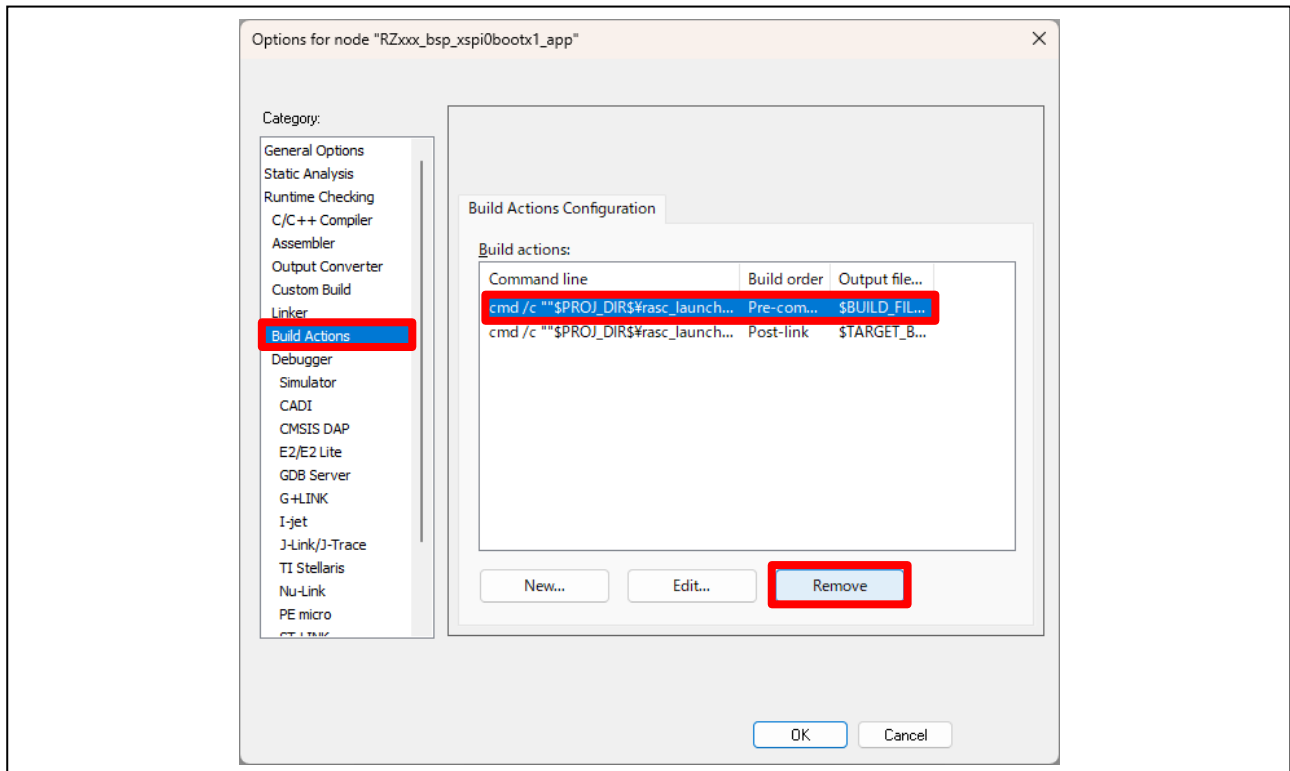 Options for node "RZxxx_bsp_xspi0bootx1_app"
Category:
General Options
Static Analysis
Runtime Checking
C/C++ Compiler
Assembler
Output Converter
Custom Build
Linker
Build Actions
Debugger
Simulator
CADI
CMSIS DAP
E2/E2 Lite
GDB Server
G+LINK
I-jet
J-Link/J-Trace
TI Stellaris
Nu-Link
PE micro
ST-LINK
Build Actions Configuration
Build actions:
Command line Build order Output file...
cmd /c ""$PROJ_DIR$¥rasc_launch... Pre-com... $BUILD_FIL...
cmd /c ""$PROJ_DIR$¥rasc_launch... Post-link $TARGET_B...
New... Edit... Remove
OK Cancel